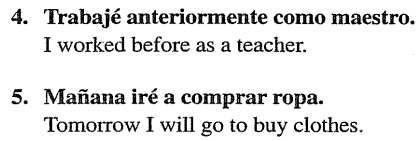 4. Trabajé anteriormente como maestro.
I worked before as a teacher.
5. Mañana iré a comprar ropa.
Tomorrow I will go to buy clothes.